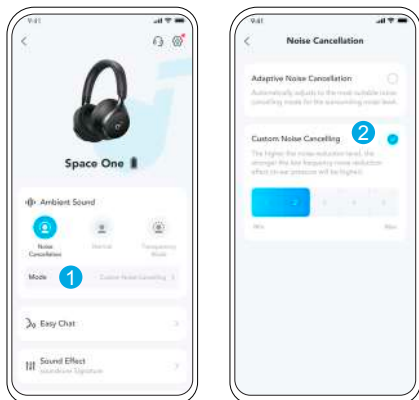 9:41
Space One
Ambient Sound
Noise
Cancellation
Normal
Transparency
Mode
Mode
1
Custom Noise Cancelling
Easy Chat
Sound Effect
Soundcore Signature
9:41
Noise Cancellation
Adaptive Noise Cancellation
Automatically adjusts to the most suitable noise
cancelling mode for the surrounding noise level.
Custom Noise Cancelling
2
The higher the noise reduction level, the
stronger the low frequency noise reduction
effect on ear pressure will be highest.
2
3
4
5
Min
Max